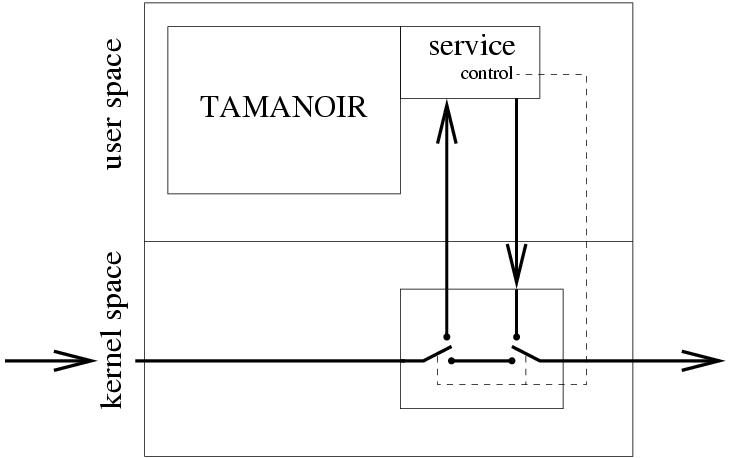 user space
TAMANOIR
service
control
kernel space